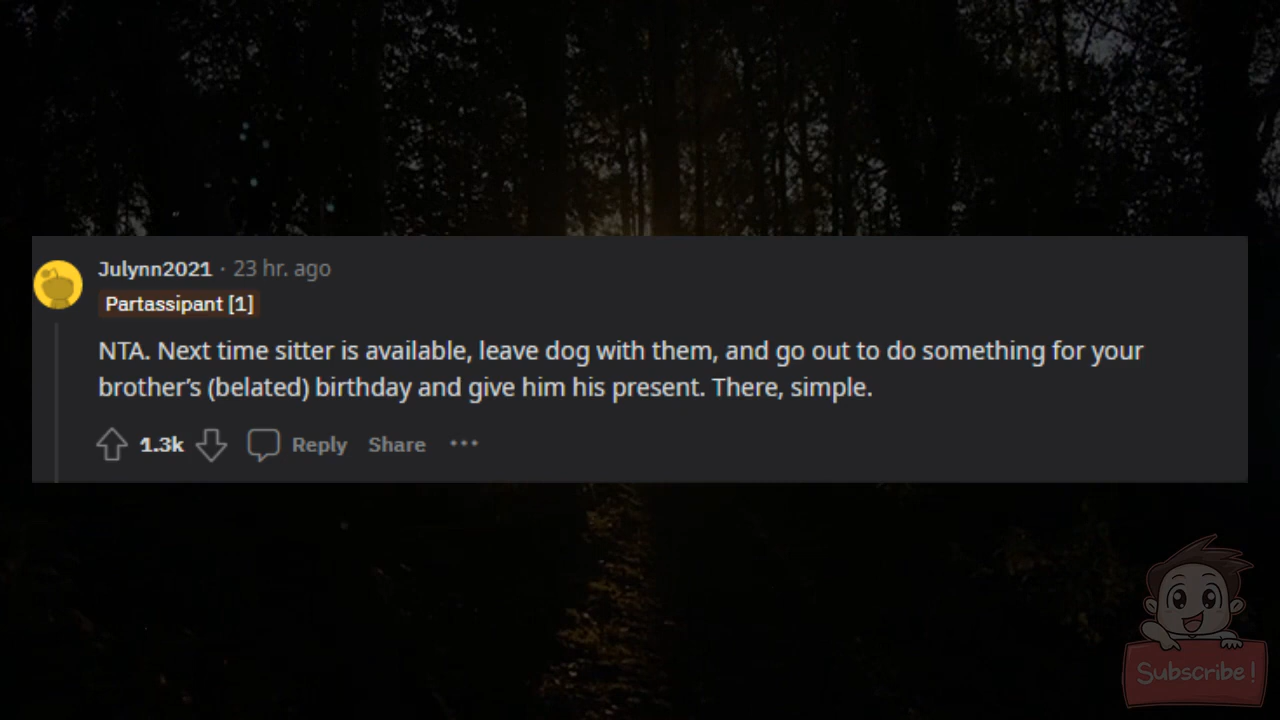 Julynn2021 · 23 hr. ago
Partassipant [1]
NTA. Next time sitter is available, leave dog with them, and go out to do something for your
brother’s (belated) birthday and give him his present. There, simple.
1.3k Reply Share ···
Subscribe!